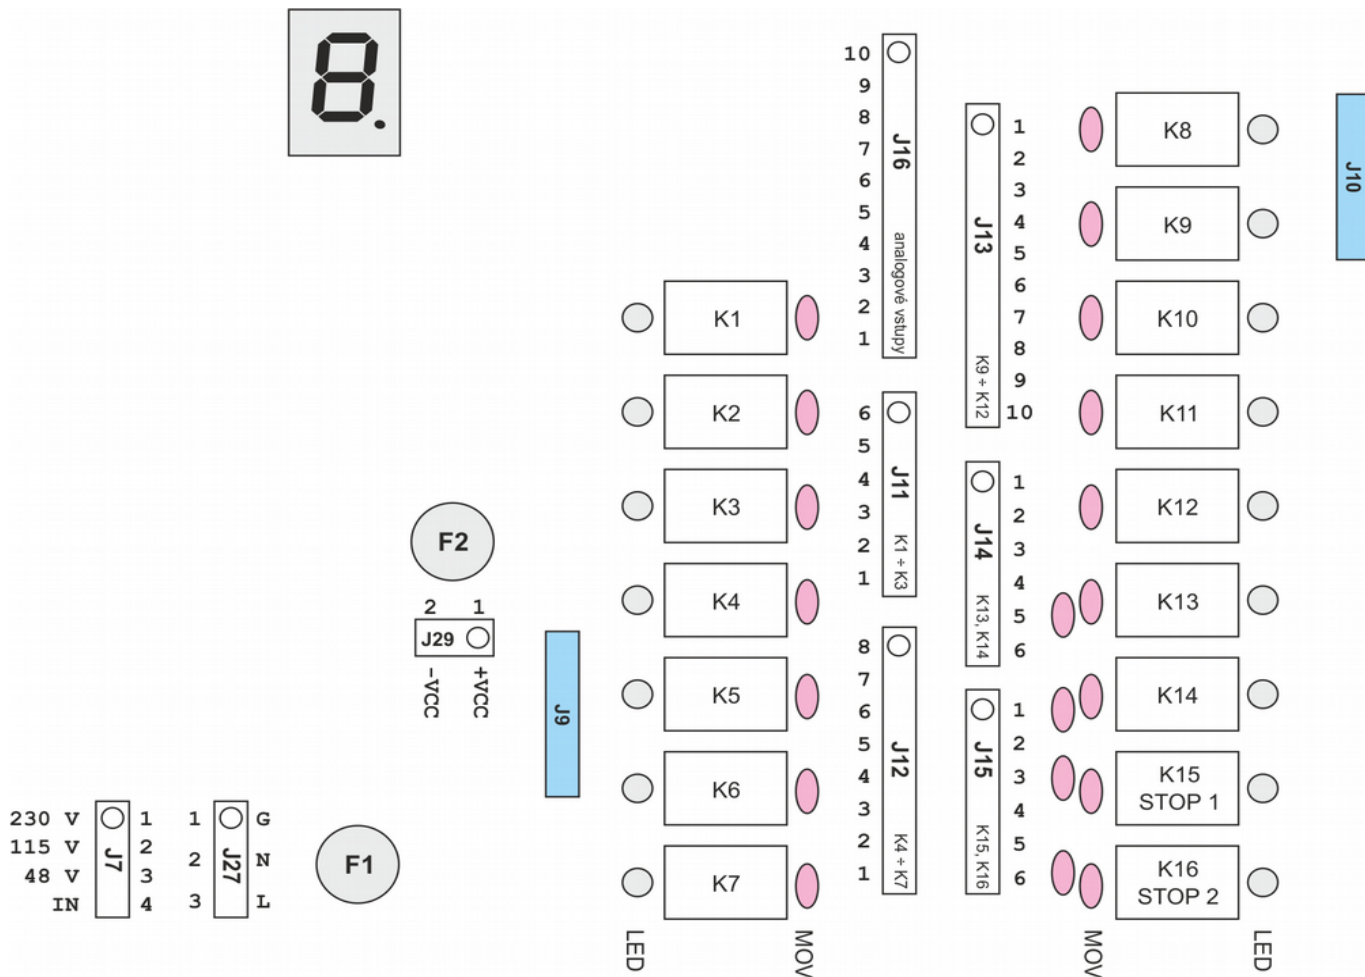 8.
10
9
8
7
6
5
4
3
2
1
J16
analogové vstupy
J13
K9 ÷ K12
1
2
3
4
5
6
7
8
9
10
K8
K9
K10
K11
K12
K13
K14
K15
STOP 1
K16
STOP 2
J10
K1
K2
K3
K4
K5
K6
K7
6
5
4
3
2
1
J11
K1 ÷ K3
J14
K13, K14
1
2
3
4
5
6
8
7
6
5
4
3
2
1
J12
K4 ÷ K7
J15
K15, K16
1
2
3
4
5
6
F2
2 1
J29
-VCC +VCC
J9
230 V 1
115 V 2
48 V 3
IN 4
J7
1 G
2 N
3 L
J27
F1
LED
MOV
MOV
LED